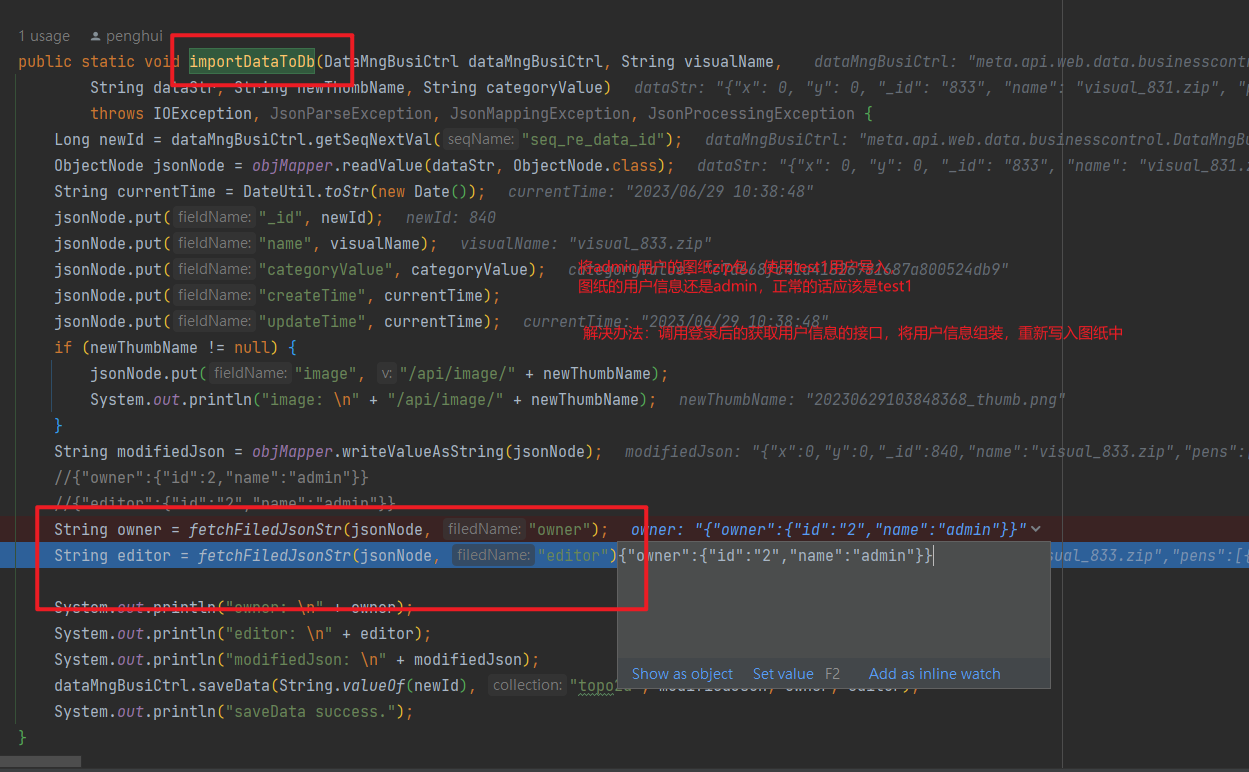 1 usage penghui
public static void importDataToDb(DataMngBusiCtrl dataMngBusiCtrl, String visualName, dataMngBusiCtrl: "meta.api.web.data.businesscontr
String dataStr, String newThumbName, String categoryValue) dataStr: "{"x": 0, "y": 0, "_id": "833", "name": "visual_831.zip", "p
throws IOException, JsonParseException, JsonMappingException, JsonProcessingException {
Long newId = dataMngBusiCtrl.getSeqNextVal( seqName: "seq_re_data_id"); dataMngBusiCtrl: "meta.api.web.data.businesscontrol.DataMngBu
ObjectNode jsonNode = objMapper.readValue(dataStr, ObjectNode.class); dataStr: "{"x": 0, "y": 0, "_id": "833", "name": "visual_831.z
String currentTime = DateUtil.toStr(new Date()); currentTime: "2023/06/29 10:38:48"
jsonNode.put( fieldName: "_id", newId); newId: 840
jsonNode.put( fieldName: "name", visualName); visualName: "visual_833.zip"
jsonNode.put( fieldName: "categoryValue", categoryValue); categoryValue:
将admin用户的图纸zip包，使用test1用户导入。
图纸的用户信息还是admin，正常的话应该是test1
jsonNode.put( fieldName: "createTime", currentTime);
jsonNode.put( fieldName: "updateTime", currentTime); currentTime: "2023/06/29 10:38:48"
解决办法：调用登录后的获取用户信息的接口，将用户信息组装，重新写入图纸中
if (newThumbName != null) {
jsonNode.put( fieldName: "image", v: "/api/image/" + newThumbName);
System.out.println("image: \n" + "/api/image/" + newThumbName); newThumbName: "20230629103848368_thumb.png"
}
String modifiedJson = objMapper.writeValueAsString(jsonNode); modifiedJson: "{"x":0,"y":0,"_id":840,"name":"visual_833.zip","pens":
//{"owner":{"id":2,"name":"admin"}}
//{"editor":{"id":"2","name":"admin"}}
String owner = fetchFiledJsonStr(jsonNode, filedName: "owner"); owner: "{"owner":{"id":"2","name":"admin"}}"
String editor = fetchFiledJsonStr(jsonNode, filedName: "editor") {"owner":{"id":"2","name":"admin"}} sual_833.zip","pens":[{
System.out.println("owner: \n" + owner);
System.out.println("editor: \n" + editor);
System.out.println("modifiedJson: \n" + modifiedJson);
Show as object Set value F2 Add as inline watch
dataMngBusiCtrl.saveData(String.valueOf(newId), collection: "topo2d", modifiedJson, owner, editor);
System.out.println("saveData success.");
}